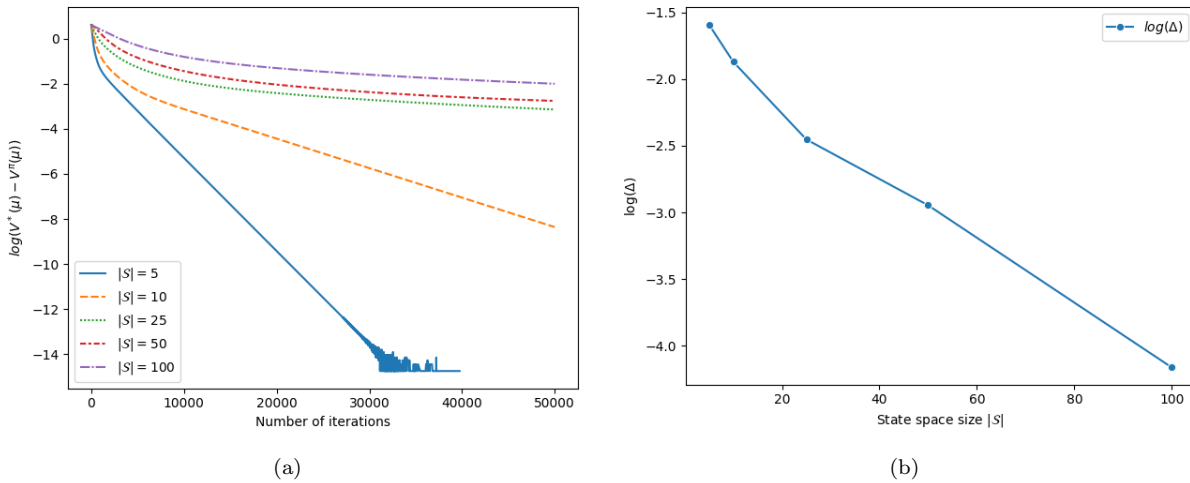 0
−2
−4
−6
−8
−10
−12
−14
log(V*(μ) − V^π(μ))
|𝒮| = 5
|𝒮| = 10
|𝒮| = 25
|𝒮| = 50
|𝒮| = 100
0 10000 20000 30000 40000 50000
Number of iterations
(a)
−1.5
−2.0
−2.5
−3.0
−3.5
−4.0
log(Δ)
log(Δ)
20 40 60 80 100
State space size |𝒮|
(b)